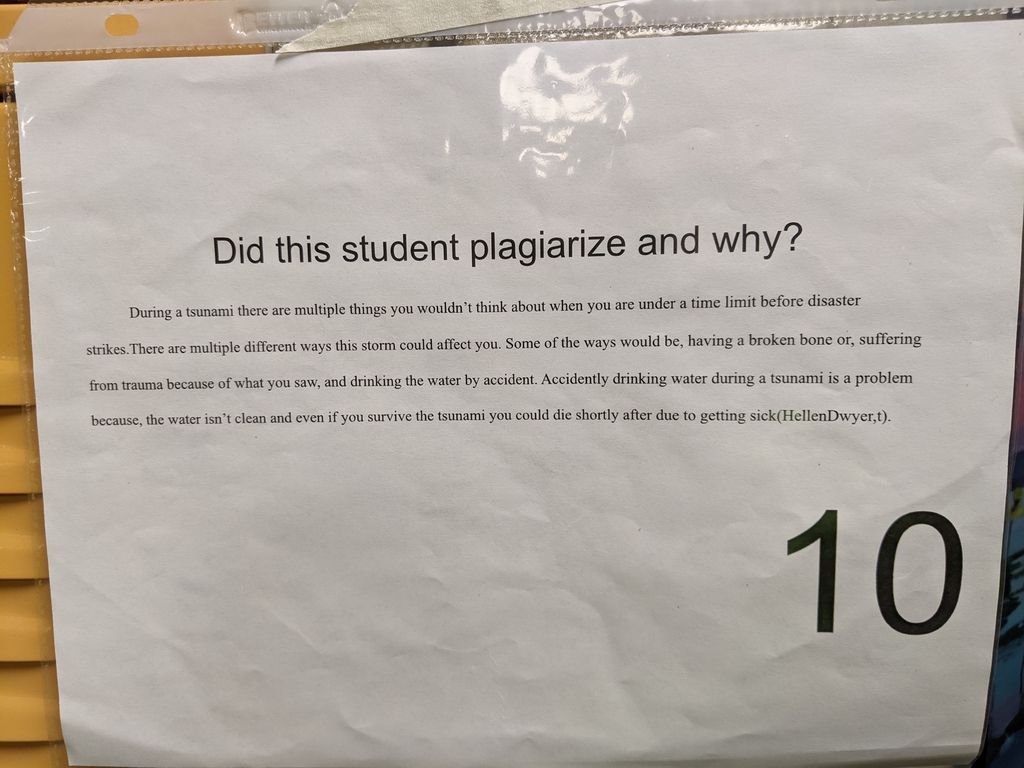 Did this student plagiarize and why?
During a tsunami there are multiple things you wouldn't think about when you are under a time limit before disaster
strikes.There are multiple different ways this storm could affect you. Some of the ways would be, having a broken bone or, suffering
from trauma because of what you saw, and drinking the water by accident. Accidently drinking water during a tsunami is a problem
because, the water isn't clean and even if you survive the tsunami you could die shortly after due to getting sick(HellenDwyer,t).
10